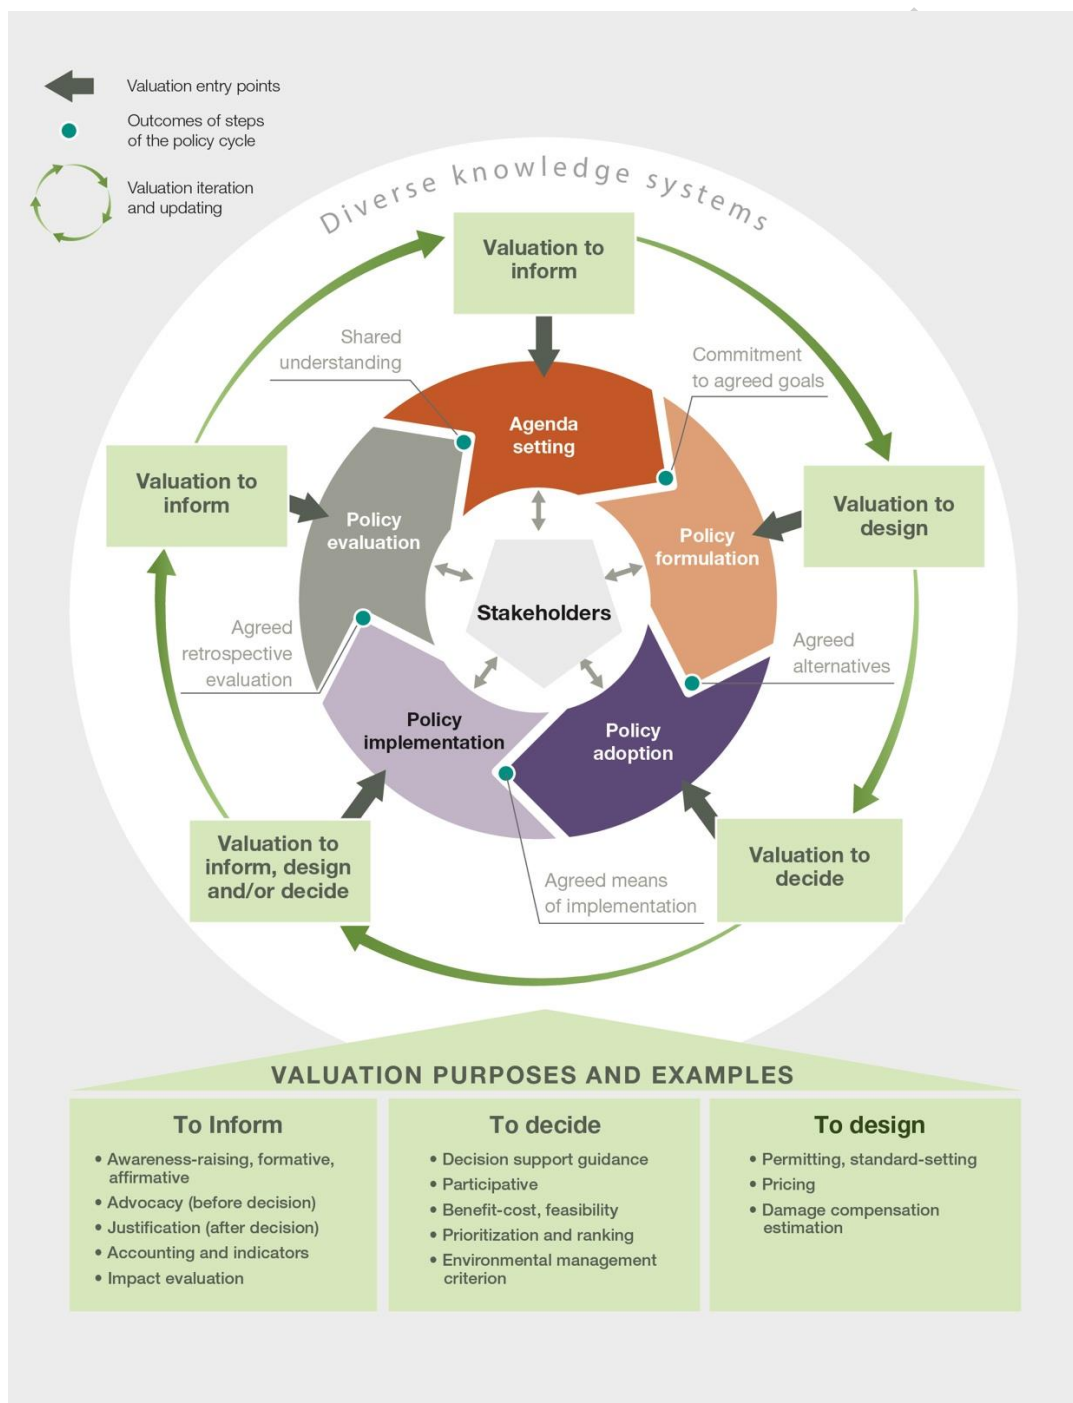 Valuation entry points
Outcomes of steps
of the policy cycle
Valuation iteration
and updating
Diverse knowledge systems
Valuation to
inform
Shared
understanding
Commitment
to agreed goals
Agenda
setting
Valuation to
inform
Valuation to
design
Policy
evaluation
Policy
formulation
Stakeholders
Agreed
retrospective
evaluation
Agreed
alternatives
Policy
implementation
Policy
adoption
Valuation to
inform, design
and/or decide
Valuation to
decide
Agreed means
of implementation
VALUATION PURPOSES AND EXAMPLES
To Inform
• Awareness-raising, formative,
affirmative
• Advocacy (before decision)
• Justification (after decision)
• Accounting and indicators
• Impact evaluation
To decide
• Decision support guidance
• Participative
• Benefit-cost, feasibility
• Prioritization and ranking
• Environmental management
criterion
To design
• Permitting, standard-setting
• Pricing
• Damage compensation
estimation